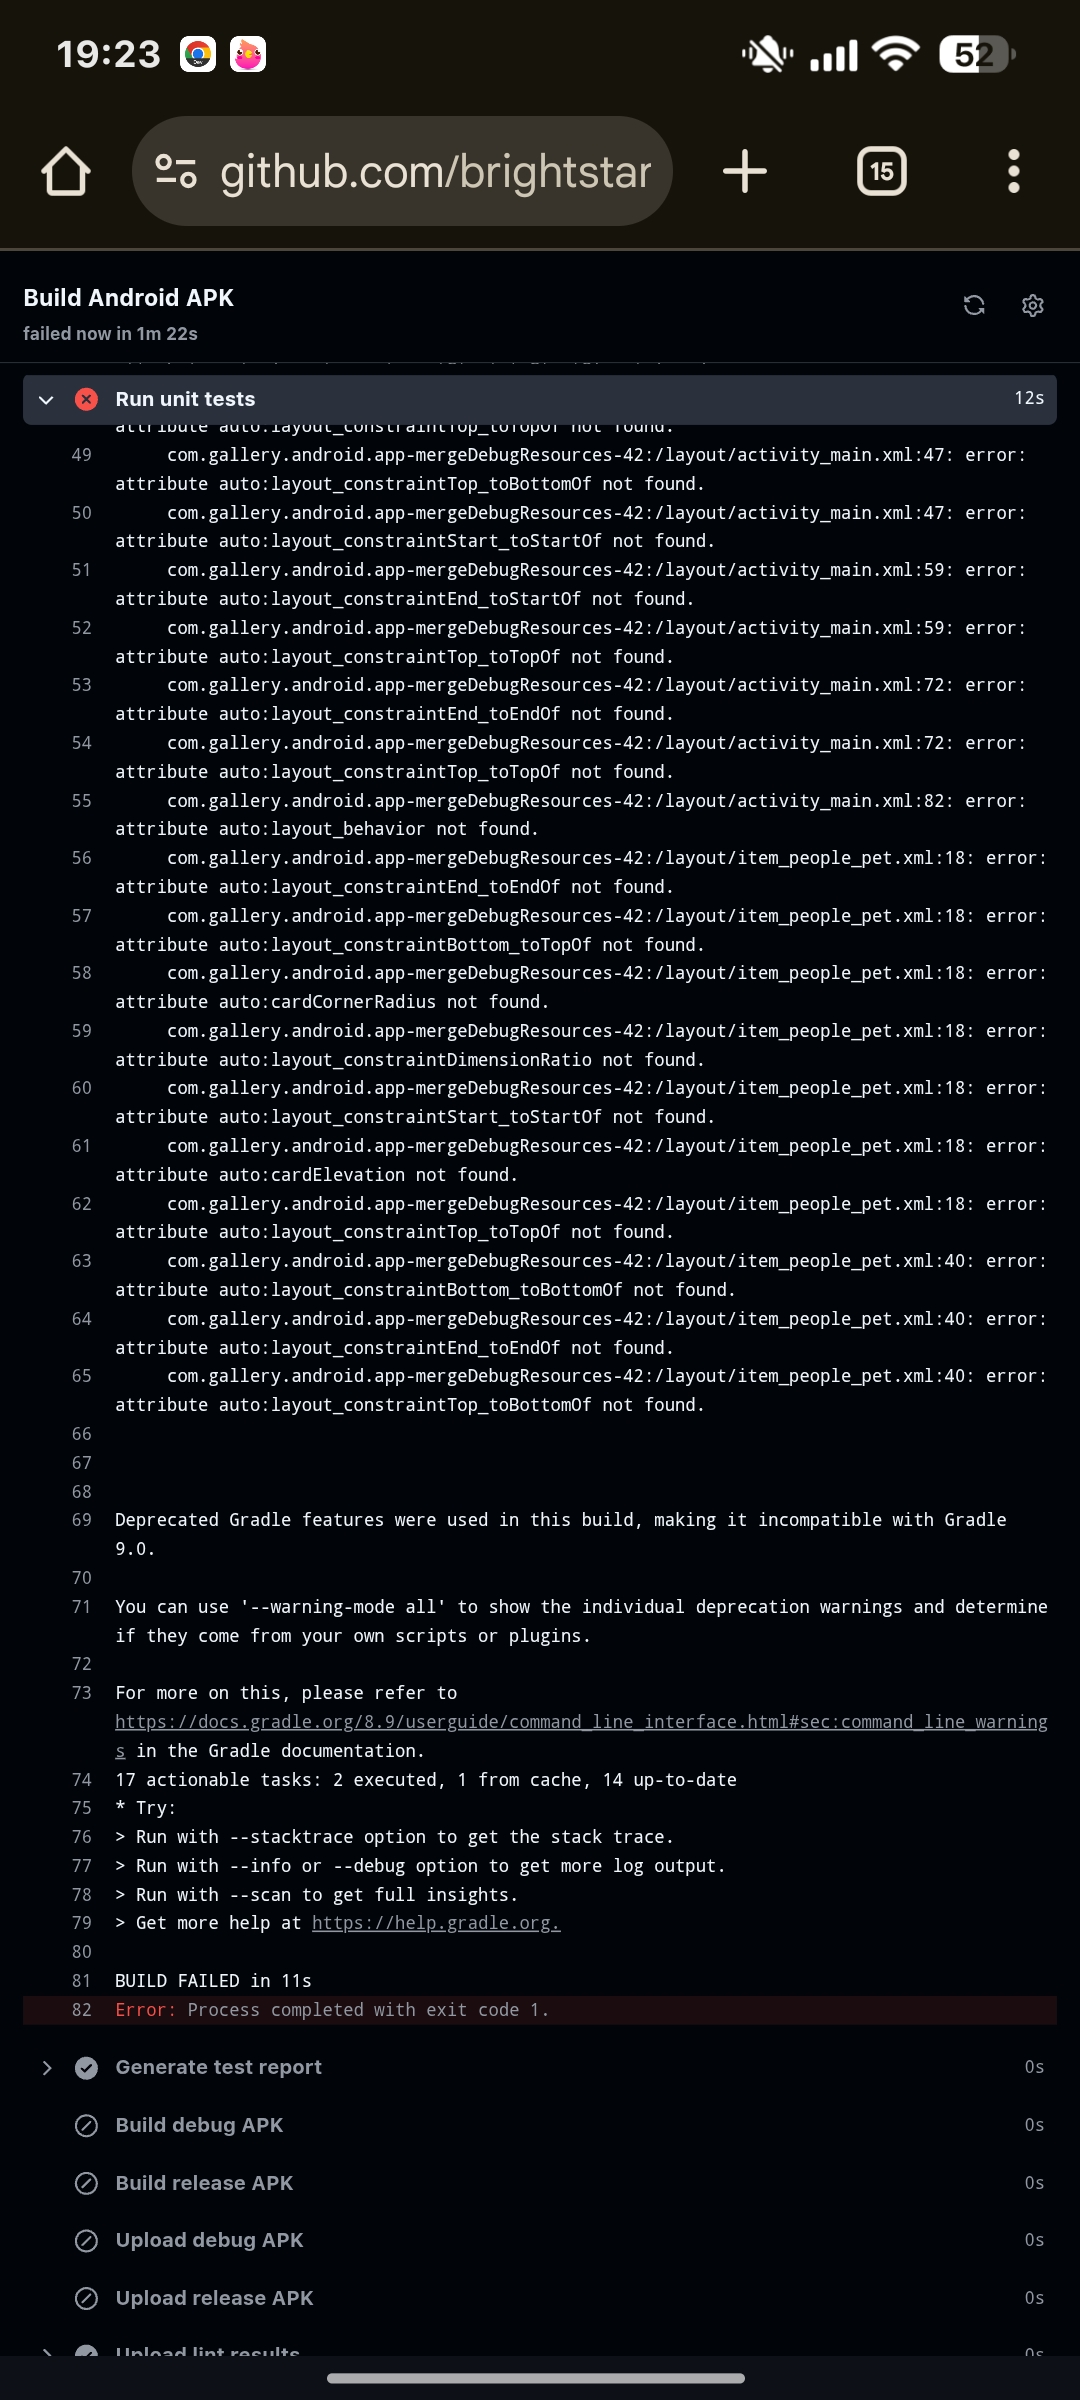 19:23
52
github.com/brightstar
15
Build Android APK
failed now in 1m 22s
Run unit tests
12s
attribute auto:layout_constraintTop_toTopOf not found.
49 com.gallery.android.app-mergeDebugResources-42:/layout/activity_main.xml:47: error:
attribute auto:layout_constraintTop_toBottomOf not found.
50 com.gallery.android.app-mergeDebugResources-42:/layout/activity_main.xml:47: error:
attribute auto:layout_constraintStart_toStartOf not found.
51 com.gallery.android.app-mergeDebugResources-42:/layout/activity_main.xml:59: error:
attribute auto:layout_constraintEnd_toStartOf not found.
52 com.gallery.android.app-mergeDebugResources-42:/layout/activity_main.xml:59: error:
attribute auto:layout_constraintTop_toTopOf not found.
53 com.gallery.android.app-mergeDebugResources-42:/layout/activity_main.xml:72: error:
attribute auto:layout_constraintEnd_toEndOf not found.
54 com.gallery.android.app-mergeDebugResources-42:/layout/activity_main.xml:72: error:
attribute auto:layout_constraintTop_toTopOf not found.
55 com.gallery.android.app-mergeDebugResources-42:/layout/activity_main.xml:82: error:
attribute auto:layout_behavior not found.
56 com.gallery.android.app-mergeDebugResources-42:/layout/item_people_pet.xml:18: error:
attribute auto:layout_constraintEnd_toEndOf not found.
57 com.gallery.android.app-mergeDebugResources-42:/layout/item_people_pet.xml:18: error:
attribute auto:layout_constraintBottom_toTopOf not found.
58 com.gallery.android.app-mergeDebugResources-42:/layout/item_people_pet.xml:18: error:
attribute auto:cardCornerRadius not found.
59 com.gallery.android.app-mergeDebugResources-42:/layout/item_people_pet.xml:18: error:
attribute auto:layout_constraintDimensionRatio not found.
60 com.gallery.android.app-mergeDebugResources-42:/layout/item_people_pet.xml:18: error:
attribute auto:layout_constraintStart_toStartOf not found.
61 com.gallery.android.app-mergeDebugResources-42:/layout/item_people_pet.xml:18: error:
attribute auto:cardElevation not found.
62 com.gallery.android.app-mergeDebugResources-42:/layout/item_people_pet.xml:18: error:
attribute auto:layout_constraintTop_toTopOf not found.
63 com.gallery.android.app-mergeDebugResources-42:/layout/item_people_pet.xml:40: error:
attribute auto:layout_constraintBottom_toBottomOf not found.
64 com.gallery.android.app-mergeDebugResources-42:/layout/item_people_pet.xml:40: error:
attribute auto:layout_constraintEnd_toEndOf not found.
65 com.gallery.android.app-mergeDebugResources-42:/layout/item_people_pet.xml:40: error:
attribute auto:layout_constraintTop_toBottomOf not found.
66
67
68
69 Deprecated Gradle features were used in this build, making it incompatible with Gradle
9.0.
70
71 You can use '--warning-mode all' to show the individual deprecation warnings and determine
if they come from your own scripts or plugins.
72
73 For more on this, please refer to
https://docs.gradle.org/8.9/userguide/command_line_interface.html#sec:command_line_warning
s in the Gradle documentation.
74 17 actionable tasks: 2 executed, 1 from cache, 14 up-to-date
75 * Try:
76 > Run with --stacktrace option to get the stack trace.
77 > Run with --info or --debug option to get more log output.
78 > Run with --scan to get full insights.
79 > Get more help at https://help.gradle.org.
80
81 BUILD FAILED in 11s
82 Error: Process completed with exit code 1.
Generate test report 0s
Build debug APK 0s
Build release APK 0s
Upload debug APK 0s
Upload release APK 0s
Upload lint results 0s